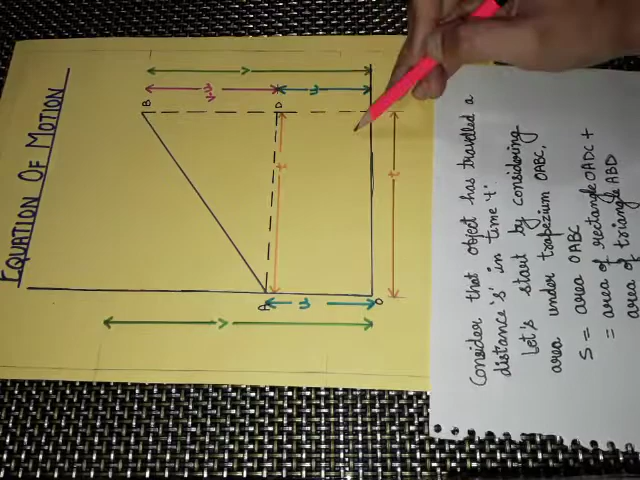 EQUATION OF MOTION
B
D
A
O
v
v-u
u
t
t
u
v
Consider that object has travelled a
distance 's' in time 't'.
Let's start by considering
area under trapezium OABC,
S = area OABC
= area of rectangle OADC +
area of triangle ABD